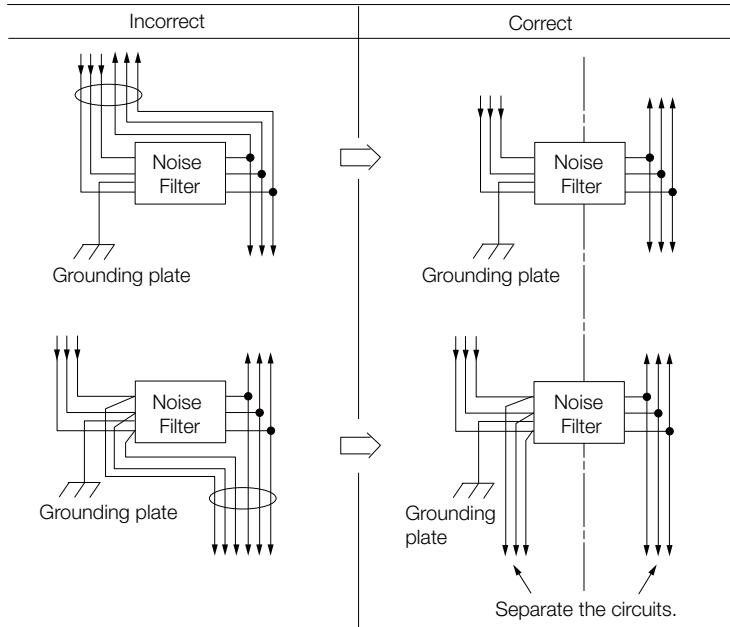 Incorrect
Correct
Noise
Filter
Grounding plate
Noise
Filter
Grounding plate
Noise
Filter
Grounding plate
Noise
Filter
Grounding
plate
Separate the circuits.